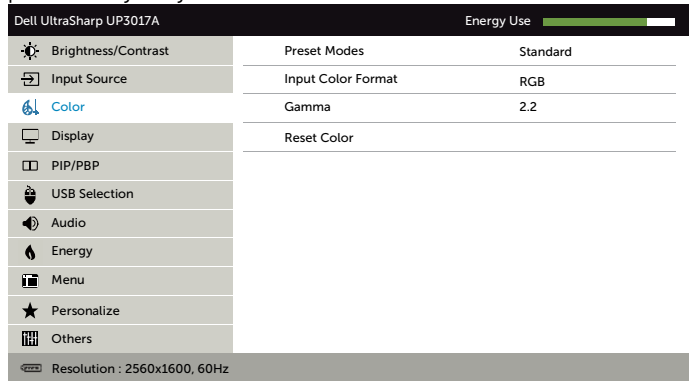 Dell UltraSharp UP3017A Energy Use
Brightness/Contrast Preset Modes Standard
Input Source Input Color Format RGB
Color Gamma 2.2
Display Reset Color
PIP/PBP
USB Selection
Audio
Energy
Menu
Personalize
Others
Resolution : 2560x1600, 60Hz